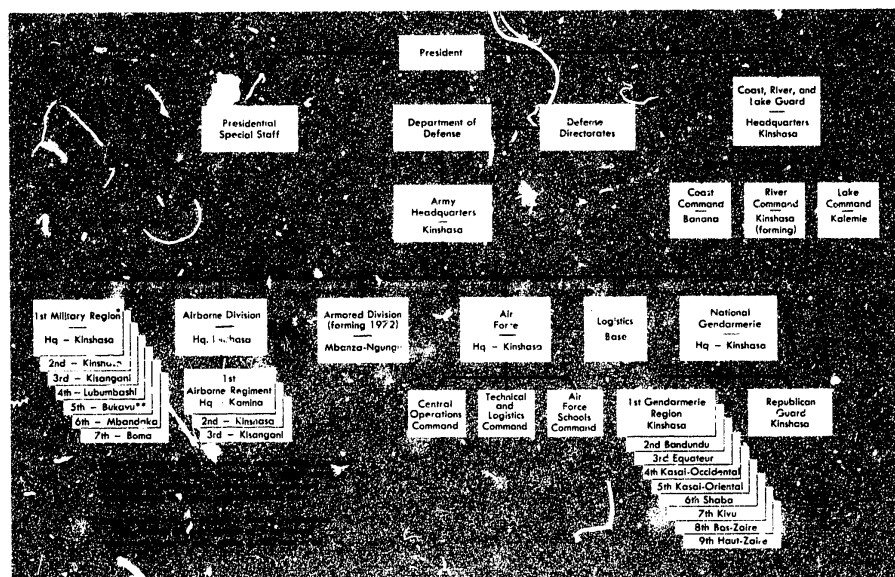 President
Presidential
Special Staff
Department of
Defense
Defense
Directorates
Coast, River, and
Lake Guard
Headquarters
Kinshasa
Army
Headquarters
Kinshasa
Coast
Command
Banana
River
Command
Kinshasa
(forming)
Lake
Command
Kalemie
1st Military Region*
Hq – Kinshasa
2nd – Kinshasa
3rd – Kisangani
4th – Lubumbashi
5th – Bukavu**
6th – Mbandaka
7th – Boma
Airborne Division
Hq.
1st
Airborne Regiment
Hq – Kamina
2nd – Kinshasa
3rd – Kisangani
Armored Division
(forming 1972)
Mbanza-Ngungu
Air
Force
Hq – Kinshasa
Central
Operations
Command
Technical
and
Logistics
Command
Air
Force
Schools
Command
Logistics
Base
National
Gendarmerie
Hq – Kinshasa
1st Gendarmerie
Region
Kinshasa
2nd Bandundu
3rd Equateur
4th Kasai-Occidental
5th Kasai-Oriental
6th Shaba
7th Kivu
8th Bas-Zaire
9th Haut-Zaire
Republican
Guard
Kinshasa